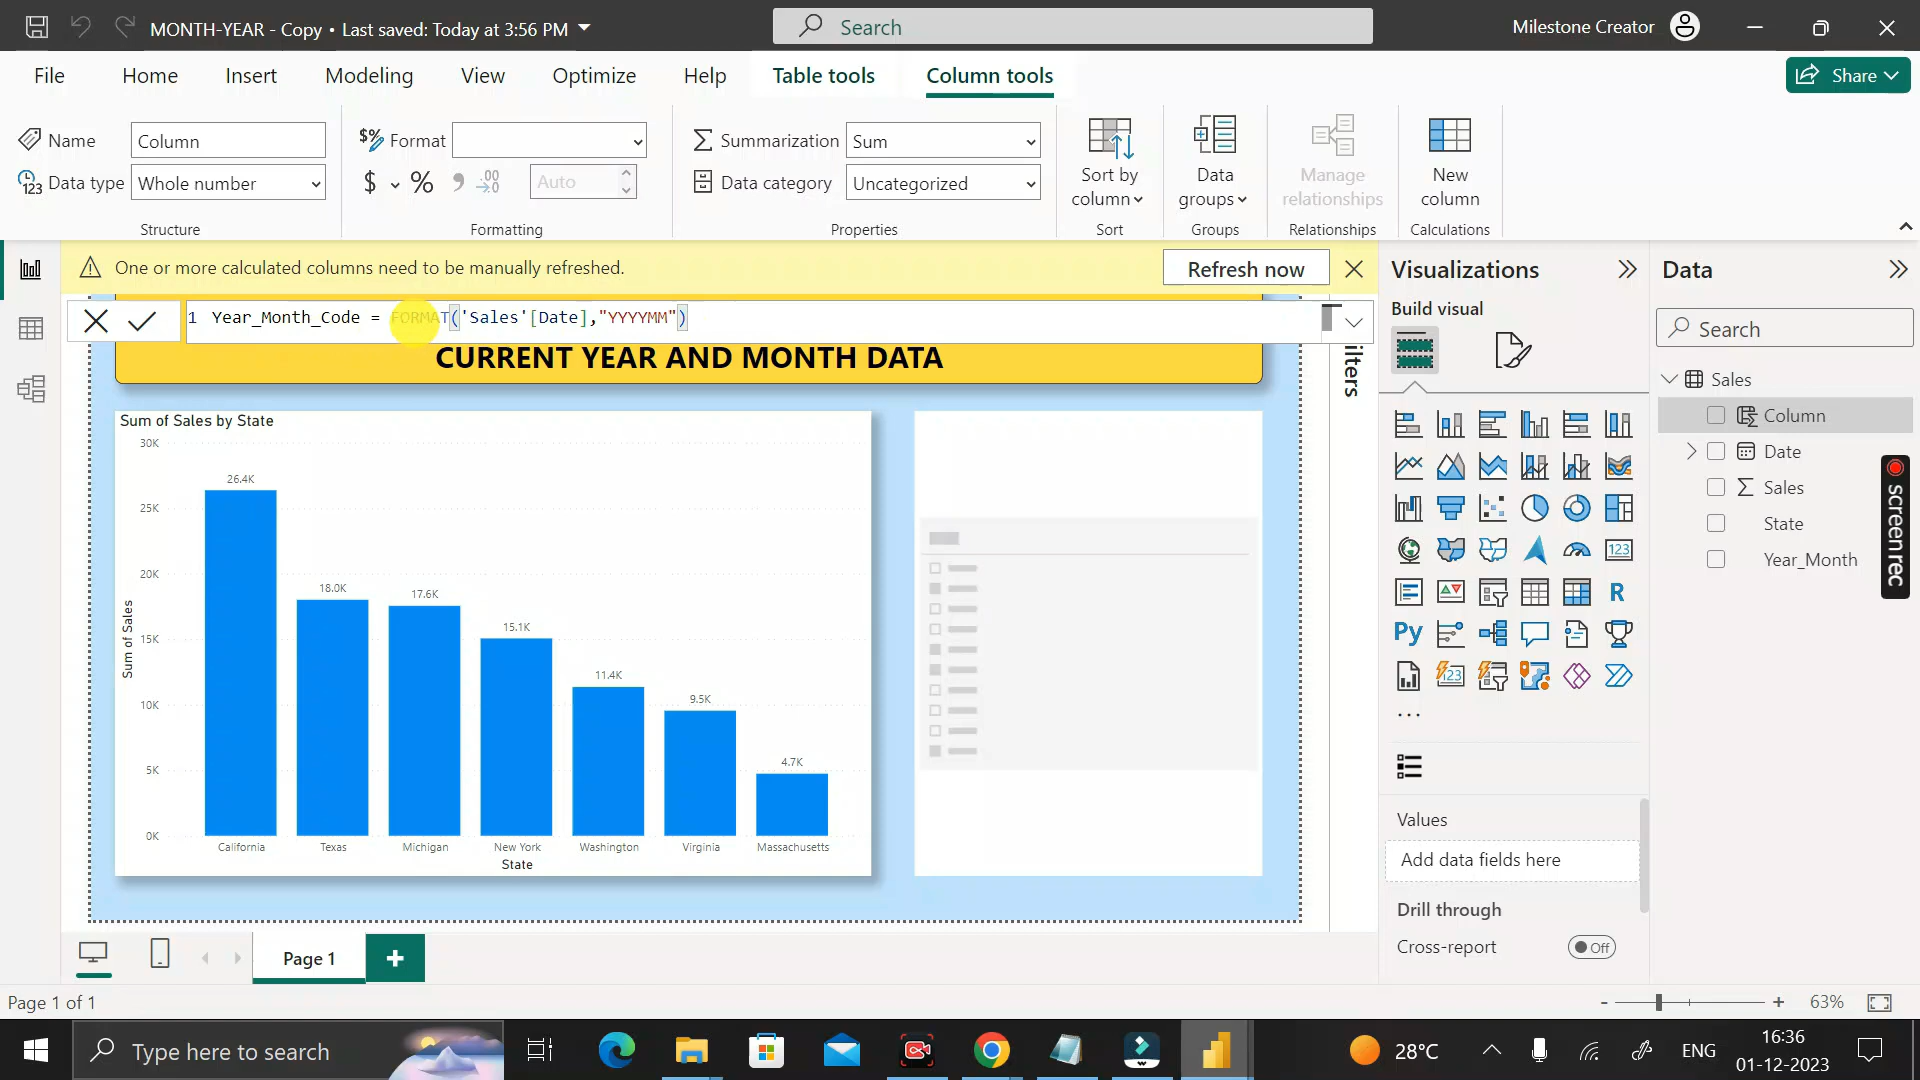 MONTH-YEAR - Copy • Last saved: Today at 3:56 PM
Search
Milestone Creator
File
Home
Insert
Modeling
View
Optimize
Help
Table tools
Column tools
Share
Name
Column
Data type
Whole number
Structure
Format
$ % Auto
Formatting
Summarization
Sum
Data category
Uncategorized
Properties
Sort by
column
Sort
Data
groups
Groups
Manage
relationships
Relationships
New
column
Calculations
One or more calculated columns need to be manually refreshed.
Refresh now
1 Year_Month_Code = FORMAT('Sales'[Date],"YYYYMM")
CURRENT YEAR AND MONTH DATA
Sum of Sales by State
30K
25K
20K
15K
10K
5K
0K
Sum of Sales
26.4K
18.0K
17.6K
15.1K
11.4K
9.5K
4.7K
California
Texas
Michigan
New York
Washington
Virginia
Massachusetts
State
ilters
Visualizations
Build visual
123
R
Py
123
...
Values
Add data fields here
Drill through
Cross-report
Off
Data
Search
Sales
Column
Date
Sales
State
Year_Month
screen rec
Page 1
Page 1 of 1
- + 63%
Type here to search
28°C
ENG
16:36
01-12-2023